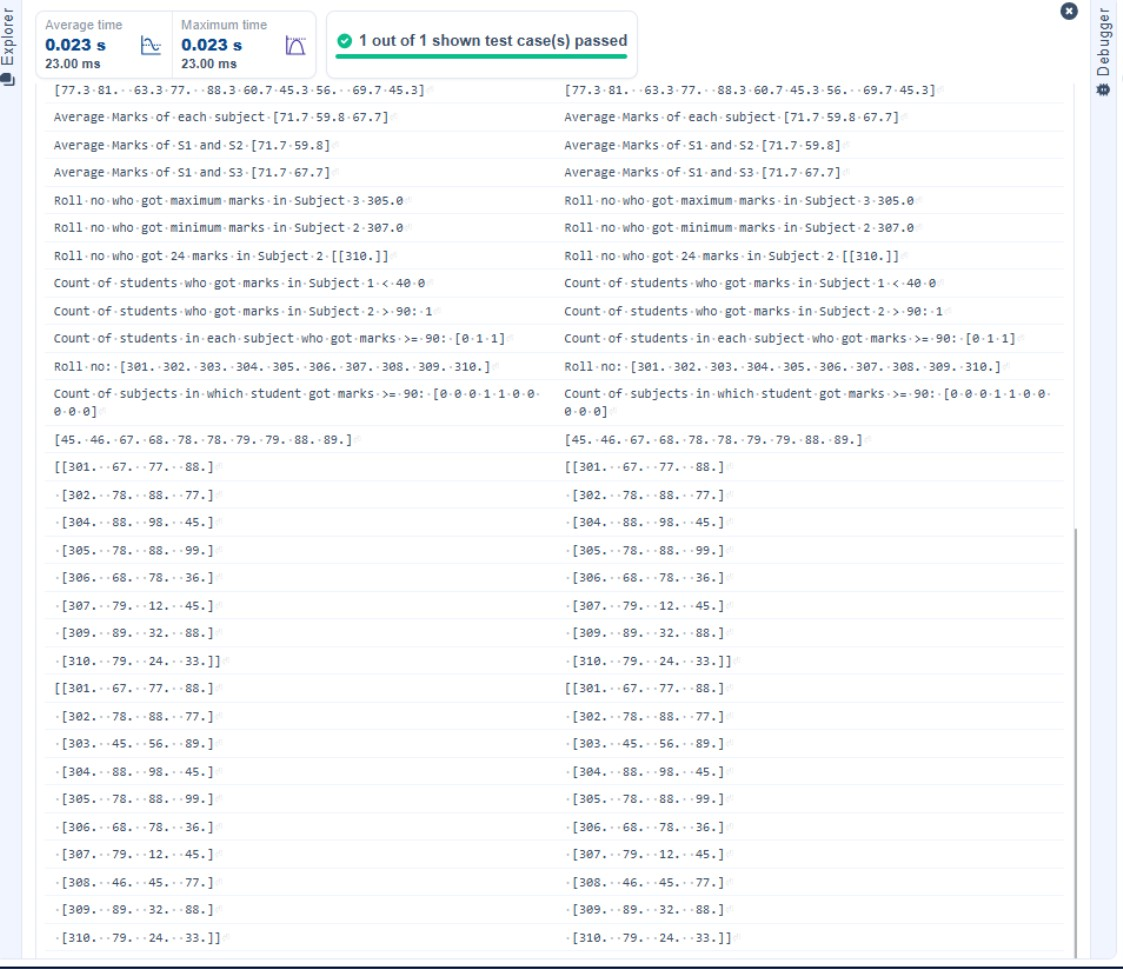 Explorer
Average time
0.023 s
23.00 ms
Maximum time
0.023 s
23.00 ms
1 out of 1 shown test case(s) passed
Debugger
[77.3·81.··63.3·77.··88.3·60.7·45.3·56.··69.7·45.3]
Average·Marks·of·each·subject·[71.7·59.8·67.7]
Average·Marks·of·S1·and·S2·[71.7·59.8]
Average·Marks·of·S1·and·S3·[71.7·67.7]
Roll·no·who·got·maximum·marks·in·Subject·3·305.0
Roll·no·who·got·minimum·marks·in·Subject·2·307.0
Roll·no·who·got·24·marks·in·Subject·2·[[310.]]
Count·of·students·who·got·marks·in·Subject·1·<·40·0
Count·of·students·who·got·marks·in·Subject·2·>·90:·1
Count·of·students·in·each·subject·who·got·marks·>=·90:·[0·1·1]
Roll·no:·[301.·302.·303.·304.·305.·306.·307.·308.·309.·310.]
Count·of·subjects·in·which·student·got·marks·>=·90:·[0·0·0·1·1·0·0·
0·0·0]
[45.·46.·67.·68.·78.·78.·79.·79.·88.·89.]
[[301.··67.··77.··88.]
·[302.··78.··88.··77.]
·[304.··88.··98.··45.]
·[305.··78.··88.··99.]
·[306.··68.··78.··36.]
·[307.··79.··12.··45.]
·[309.··89.··32.··88.]
·[310.··79.··24.··33.]]
[[301.··67.··77.··88.]
·[302.··78.··88.··77.]
·[303.··45.··56.··89.]
·[304.··88.··98.··45.]
·[305.··78.··88.··99.]
·[306.··68.··78.··36.]
·[307.··79.··12.··45.]
·[308.··46.··45.··77.]
·[309.··89.··32.··88.]
·[310.··79.··24.··33.]]
[77.3·81.··63.3·77.··88.3·60.7·45.3·56.··69.7·45.3]
Average·Marks·of·each·subject·[71.7·59.8·67.7]
Average·Marks·of·S1·and·S2·[71.7·59.8]
Average·Marks·of·S1·and·S3·[71.7·67.7]
Roll·no·who·got·maximum·marks·in·Subject·3·305.0
Roll·no·who·got·minimum·marks·in·Subject·2·307.0
Roll·no·who·got·24·marks·in·Subject·2·[[310.]]
Count·of·students·who·got·marks·in·Subject·1·<·40·0
Count·of·students·who·got·marks·in·Subject·2·>·90:·1
Count·of·students·in·each·subject·who·got·marks·>=·90:·[0·1·1]
Roll·no:·[301.·302.·303.·304.·305.·306.·307.·308.·309.·310.]
Count·of·subjects·in·which·student·got·marks·>=·90:·[0·0·0·1·1·0·0·
0·0·0]
[45.·46.·67.·68.·78.·78.·79.·79.·88.·89.]
[[301.··67.··77.··88.]
·[302.··78.··88.··77.]
·[304.··88.··98.··45.]
·[305.··78.··88.··99.]
·[306.··68.··78.··36.]
·[307.··79.··12.··45.]
·[309.··89.··32.··88.]
·[310.··79.··24.··33.]]
[[301.··67.··77.··88.]
·[302.··78.··88.··77.]
·[303.··45.··56.··89.]
·[304.··88.··98.··45.]
·[305.··78.··88.··99.]
·[306.··68.··78.··36.]
·[307.··79.··12.··45.]
·[308.··46.··45.··77.]
·[309.··89.··32.··88.]
·[310.··79.··24.··33.]]